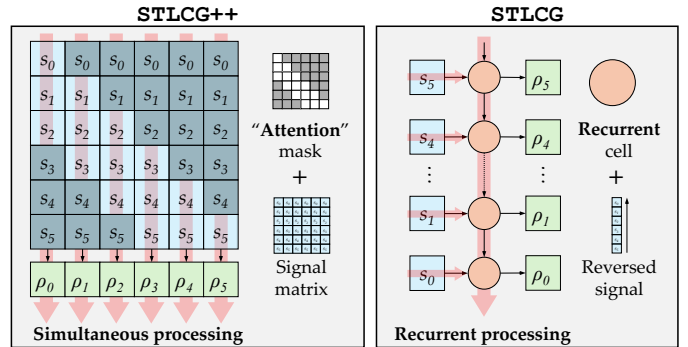 STLCG++
s0 s0 s0 s0 s0 s0
s1 s1 s1 s1 s1 s1
s2 s2 s2 s2 s2 s2
s3 s3 s3 s3 s3 s3
s4 s4 s4 s4 s4 s4
s5 s5 s5 s5 s5 s5
ρ0 ρ1 ρ2 ρ3 ρ4 ρ5
Simultaneous processing
“Attention”
mask
+
Signal
matrix
STLCG
s5 ρ5
s4 ρ4
⋮ ⋮
s1 ρ1
s0 ρ0
Recurrent processing
Recurrent
cell
+
Reversed
signal